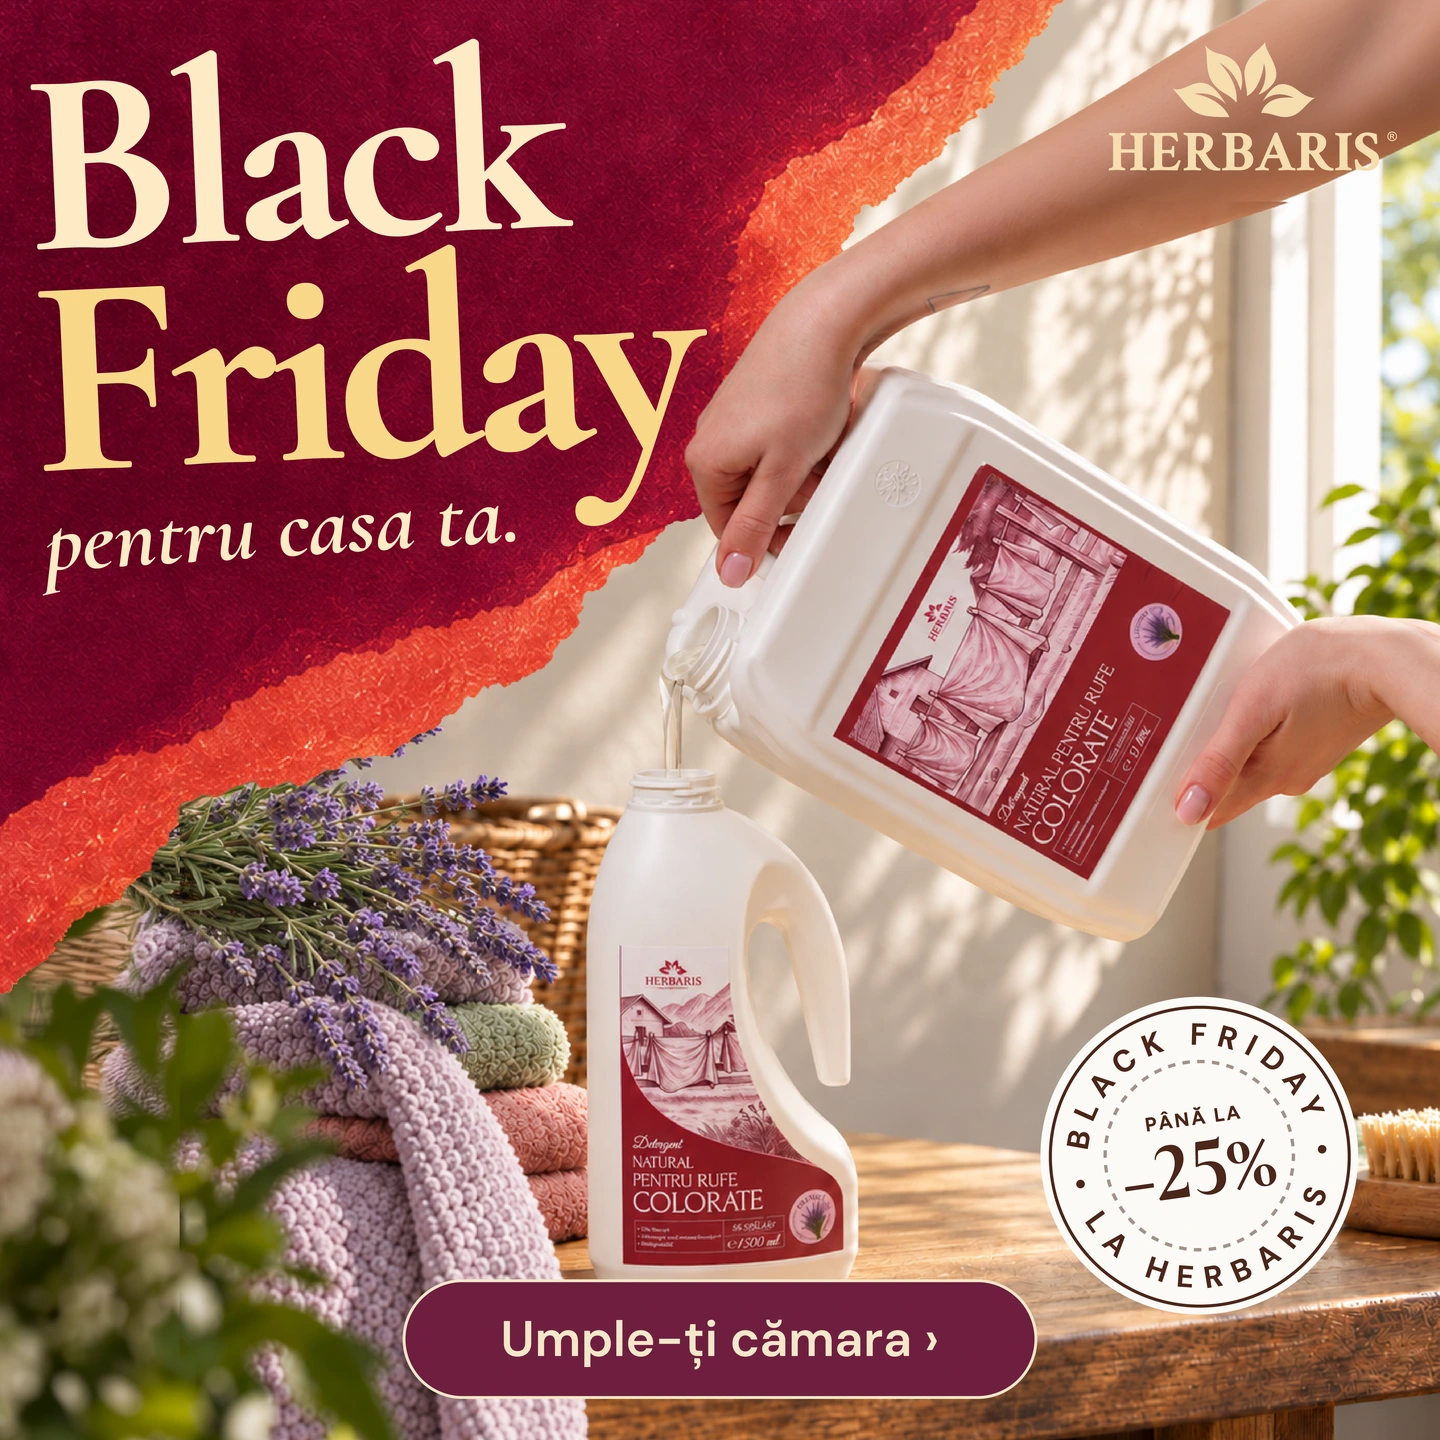 Black
Friday
pentru casa ta.
HERBARIS®
HERBARIS
Detergent
NATURAL PENTRU RUFE
COLORATE
HERBARIS
Detergent
NATURAL
PENTRU RUFE
COLORATE
1500 ml
• BLACK FRIDAY •
PÂNĂ LA
-25%
LA HERBARIS
Umple-ți cămara ›